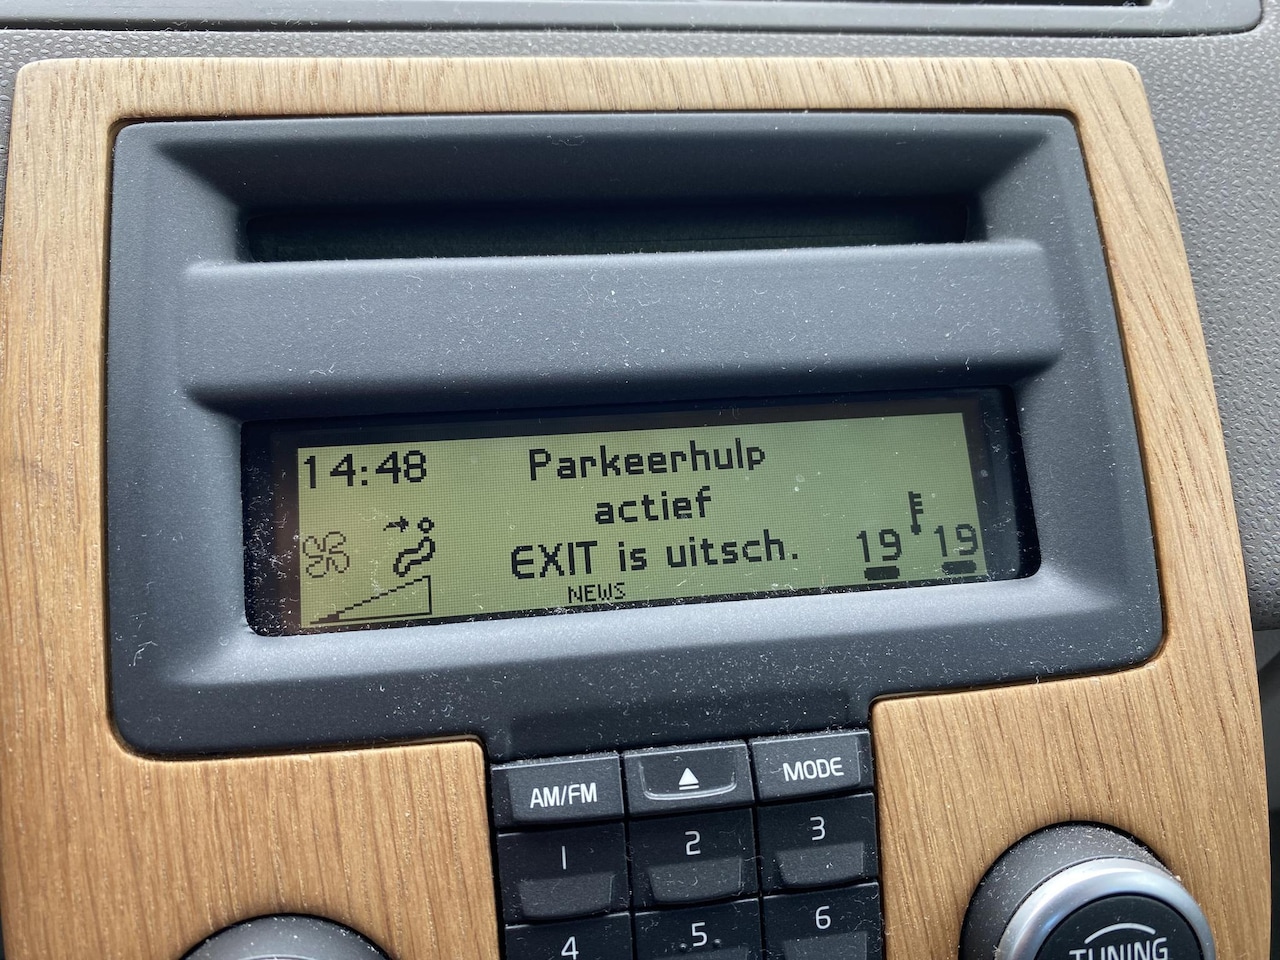 14:48
Parkeerhulp
actief
EXIT is uitsch.
19 19
NEWS
AM/FM
MODE
1 2 3
4 5 6
TUNING